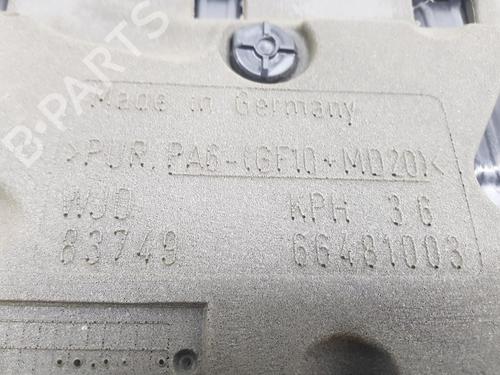 B-PARTS
Made in Germany
>PUR, PA6-(GF10+MD20)<
WJD KPH 36
83749 66481003